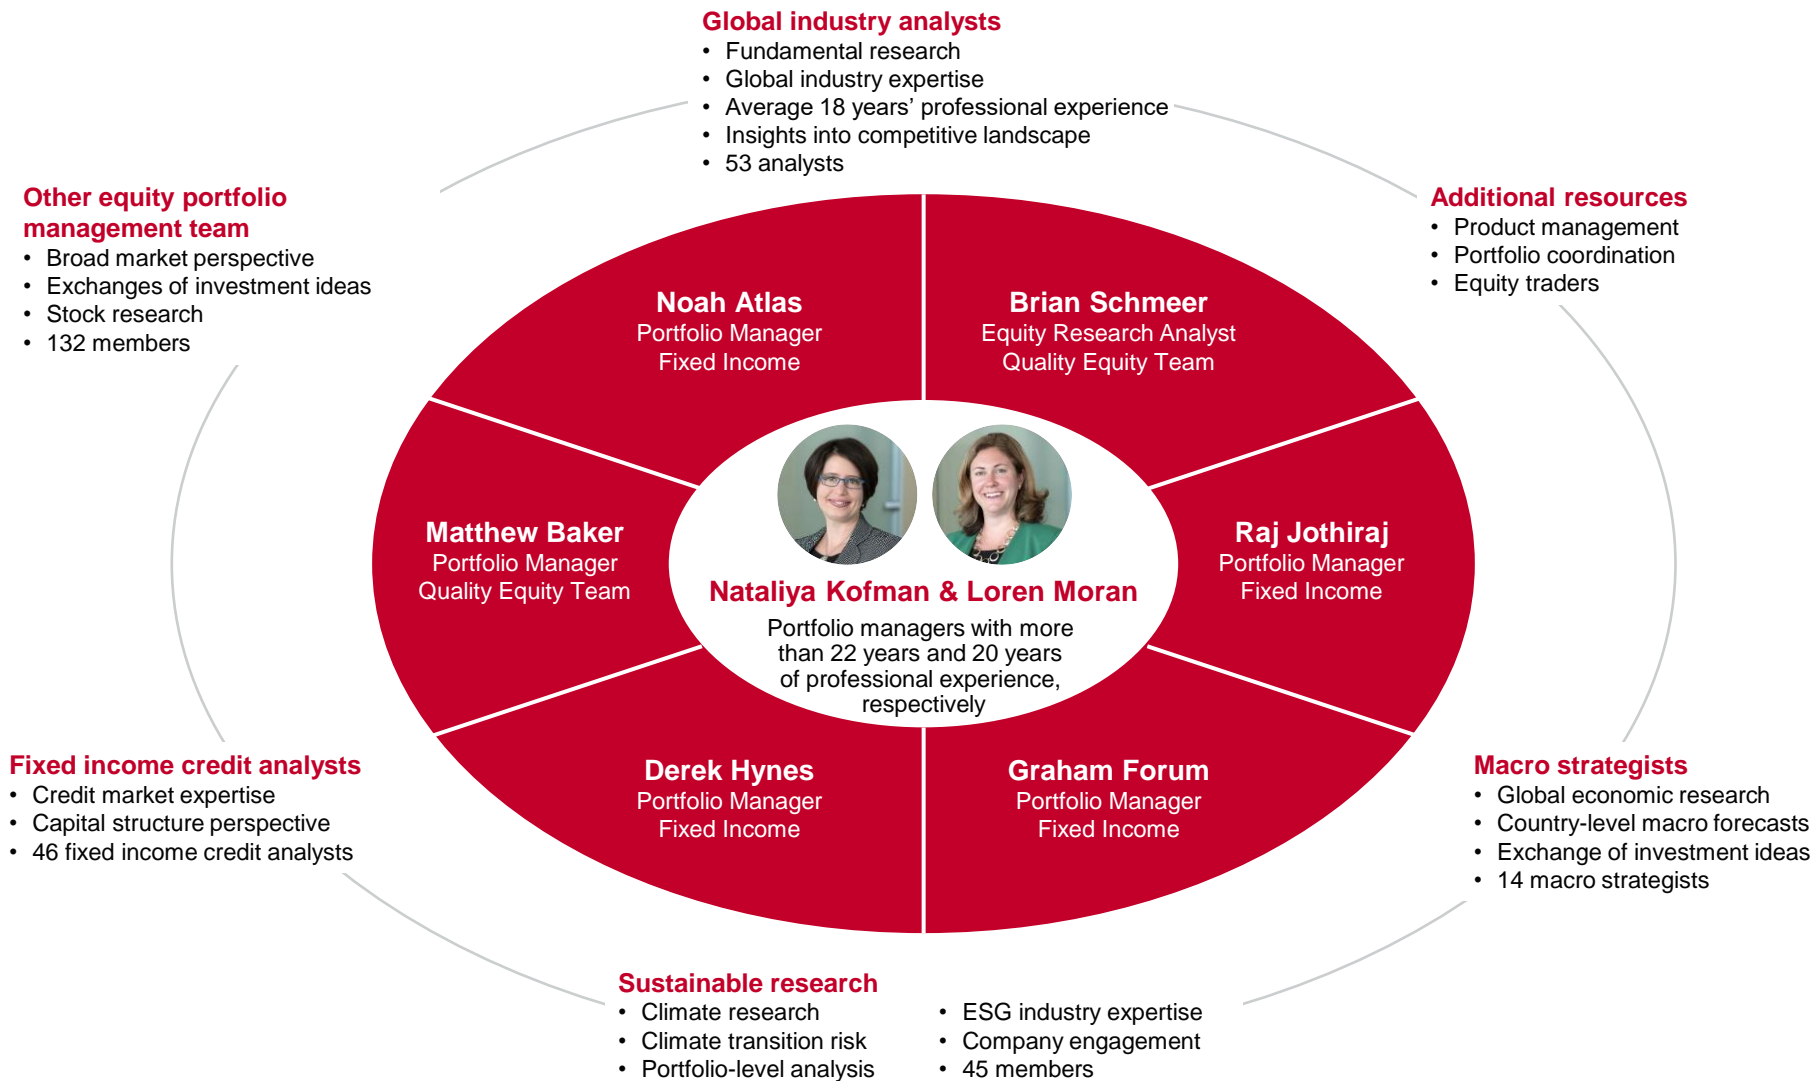 Global industry analysts
• Fundamental research
• Global industry expertise
• Average 18 years’ professional experience
• Insights into competitive landscape
• 53 analysts
Other equity portfolio
management team
• Broad market perspective
• Exchanges of investment ideas
• Stock research
• 132 members
Additional resources
• Product management
• Portfolio coordination
• Equity traders
Noah Atlas
Portfolio Manager
Fixed Income
Brian Schmeer
Equity Research Analyst
Quality Equity Team
Matthew Baker
Portfolio Manager
Quality Equity Team
Raj Jothiraj
Portfolio Manager
Fixed Income
Nataliya Kofman & Loren Moran
Portfolio managers with more
than 22 years and 20 years
of professional experience,
respectively
Derek Hynes
Portfolio Manager
Fixed Income
Graham Forum
Portfolio Manager
Fixed Income
Fixed income credit analysts
• Credit market expertise
• Capital structure perspective
• 46 fixed income credit analysts
Macro strategists
• Global economic research
• Country-level macro forecasts
• Exchange of investment ideas
• 14 macro strategists
Sustainable research
• Climate research
• Climate transition risk
• Portfolio-level analysis
• ESG industry expertise
• Company engagement
• 45 members